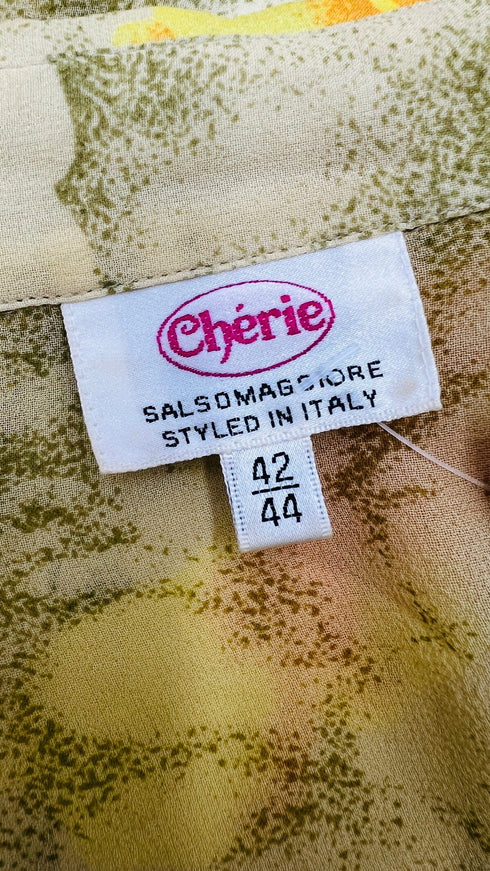 Chérie
SALSOMAGGIORE
STYLED IN ITALY
42
44